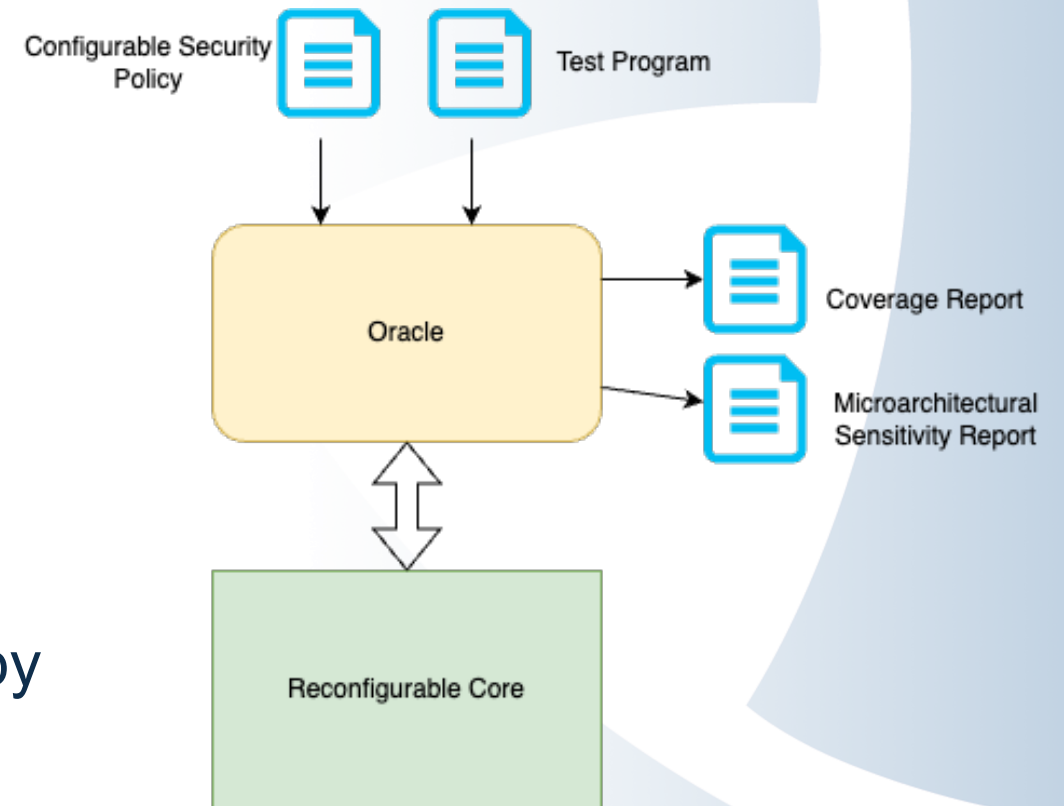 Configurable Security
Policy
Test Program
Oracle
Coverage Report
Microarchitectural
Sensitivity Report
Reconfigurable Core